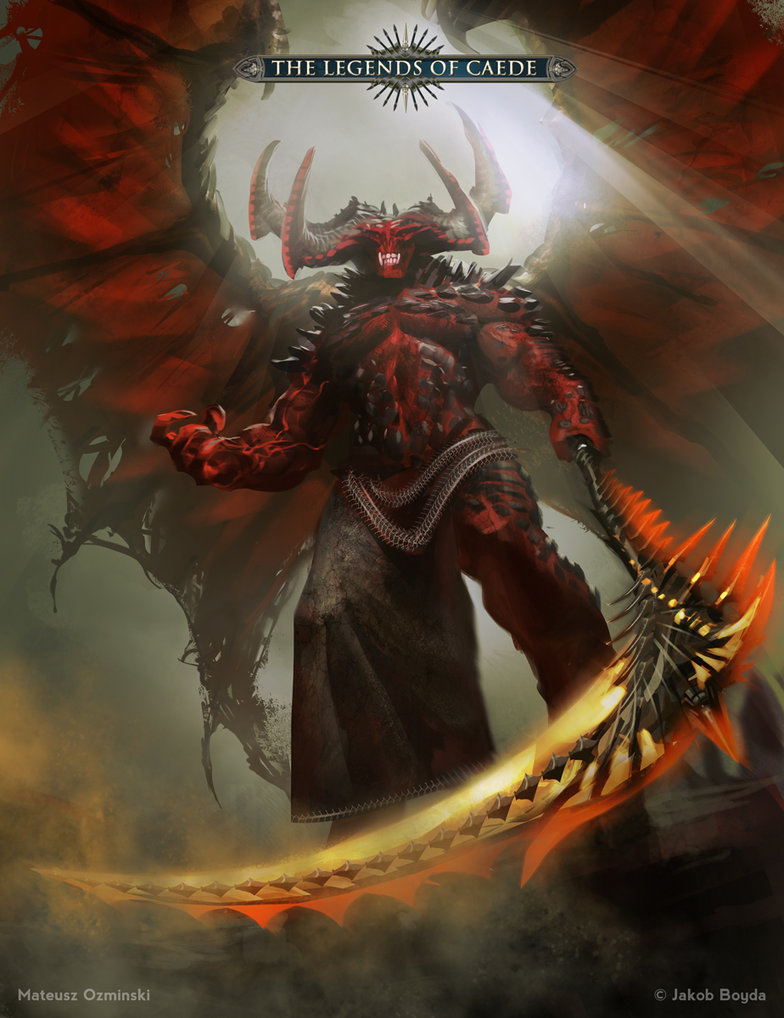 THE LEGENDS OF CAEDE
Mateusz Ozminski
© Jakob Boyda